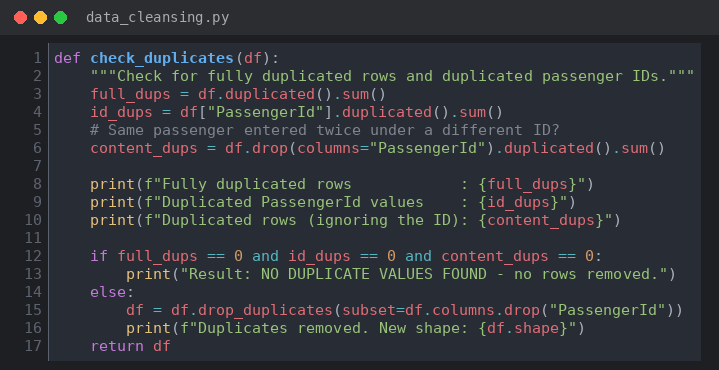 data_cleansing.py
1 def check_duplicates(df):
2     """Check for fully duplicated rows and duplicated passenger IDs."""
3     full_dups = df.duplicated().sum()
4     id_dups = df["PassengerId"].duplicated().sum()
5     # Same passenger entered twice under a different ID?
6     content_dups = df.drop(columns="PassengerId").duplicated().sum()
7
8     print(f"Fully duplicated rows            : {full_dups}")
9     print(f"Duplicated PassengerId values    : {id_dups}")
10     print(f"Duplicated rows (ignoring the ID): {content_dups}")
11
12     if full_dups == 0 and id_dups == 0 and content_dups == 0:
13         print("Result: NO DUPLICATE VALUES FOUND - no rows removed.")
14     else:
15         df = df.drop_duplicates(subset=df.columns.drop("PassengerId"))
16         print(f"Duplicates removed. New shape: {df.shape}")
17     return df